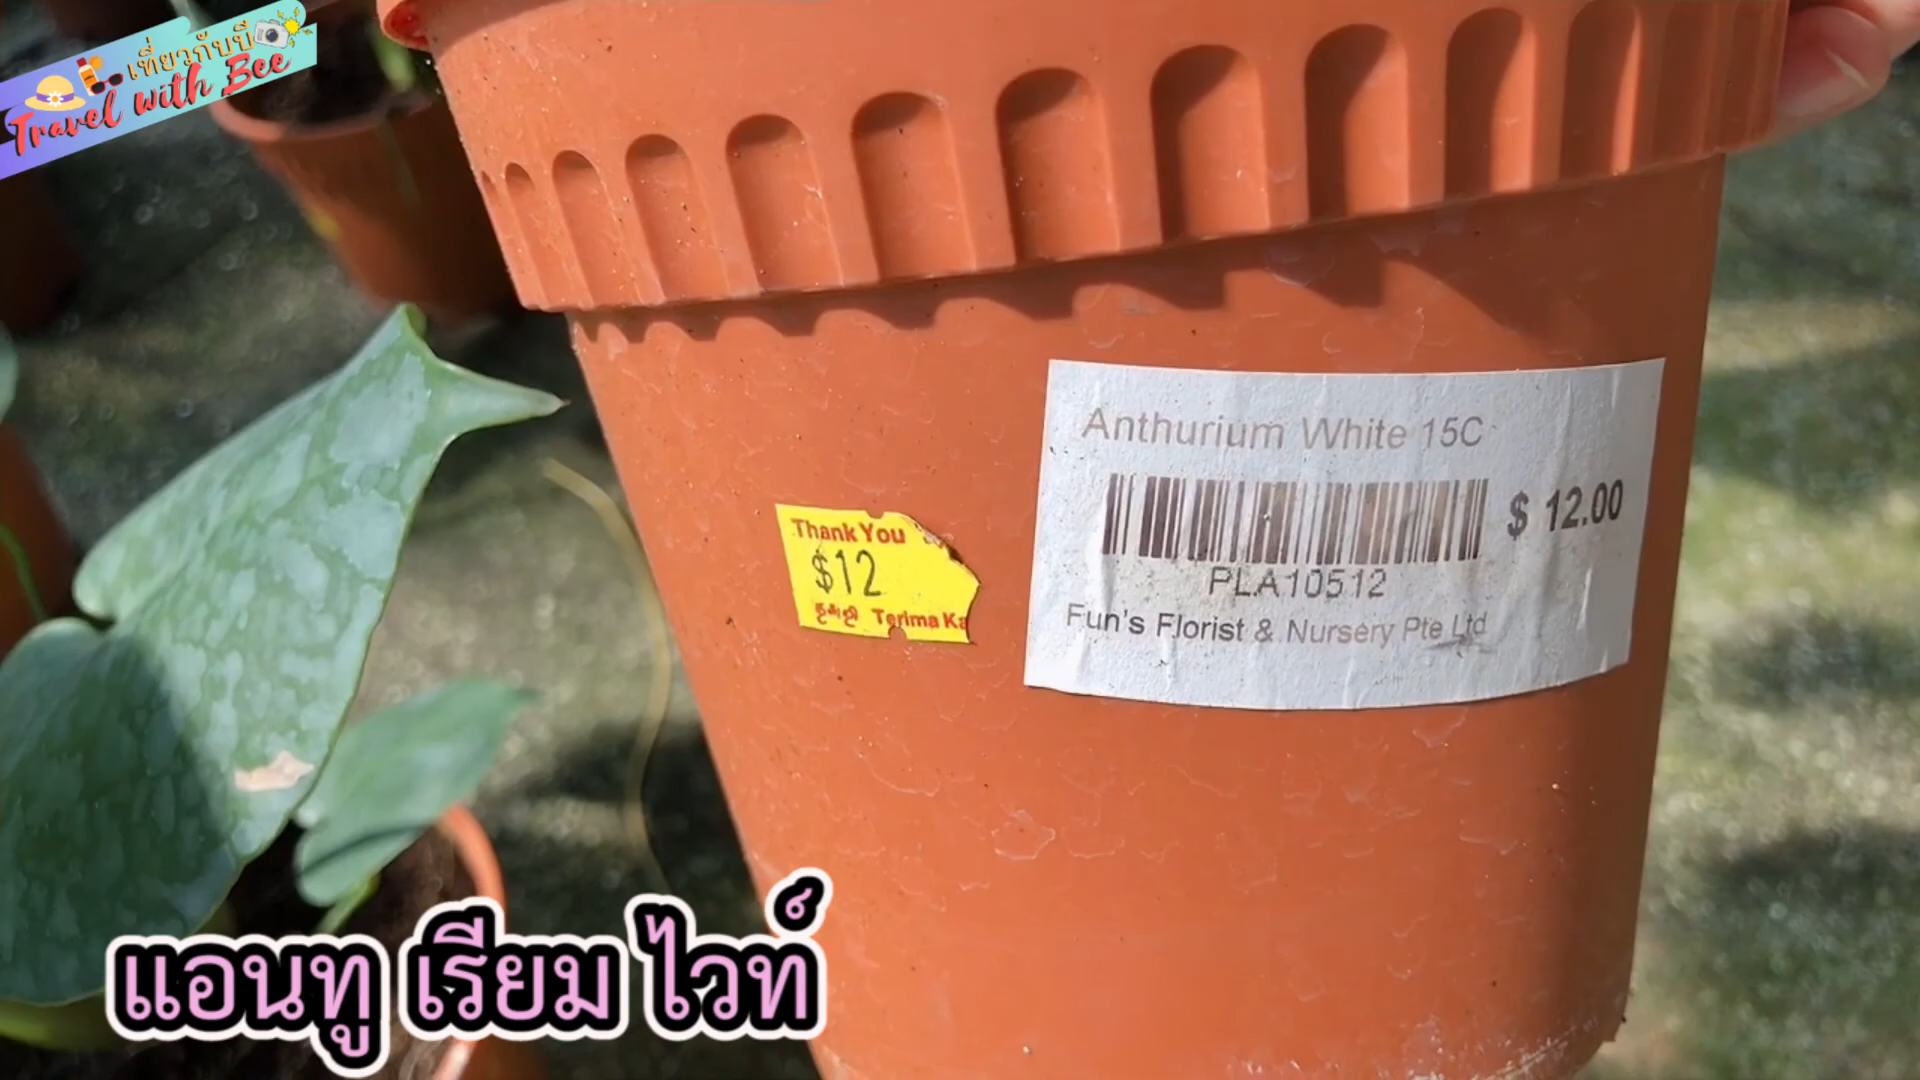 เที่ยวกับบี
Travel with Bee
Anthurium White 15C
$ 12.00
PLA10512
Fun's Florist & Nursery Pte Ltd
Thank You
$12
Terima Ka
แอนทู เรียม ไวท์